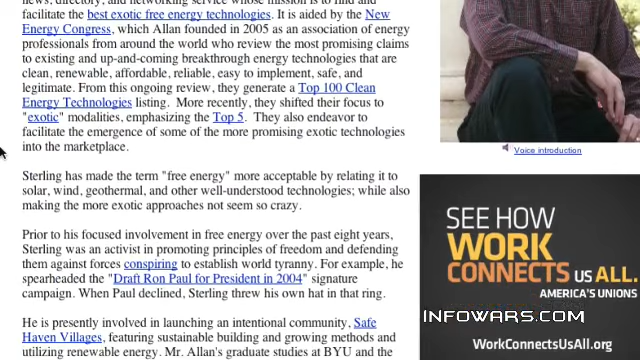 news, directory, and networking service whose mission is to find and
facilitate the best exotic free energy technologies. It is aided by the New
Energy Congress, which Allan founded in 2005 as an association of energy
professionals from around the world who review the most promising claims
to existing and up-and-coming breakthrough energy technologies that are
clean, renewable, affordable, reliable, easy to implement, safe, and
legitimate. From this ongoing review, they generate a Top 100 Clean
Energy Technologies listing. More recently, they shifted their focus to
"exotic" modalities, emphasizing the Top 5. They also endeavor to
facilitate the emergence of some of the more promising exotic technologies
into the marketplace.
Sterling has made the term "free energy" more acceptable by relating it to
solar, wind, geothermal, and other well-understood technologies; while also
making the more exotic approaches not seem so crazy.
Prior to his focused involvement in free energy over the past eight years,
Sterling was an activist in promoting principles of freedom and defending
them against forces conspiring to establish world tyranny. For example, he
spearheaded the "Draft Ron Paul for President in 2004" signature
campaign. When Paul declined, Sterling threw his own hat in that ring.
He is presently involved in launching an intentional community, Safe
Haven Villages, featuring sustainable building and growing methods and
utilizing renewable energy. Mr. Allan's graduate studies at BYU and the
Voice introduction
SEE HOW
WORK
CONNECTS US ALL.
AMERICA'S UNIONS
INFOWARS.COM
WorkConnectsUsAll.org